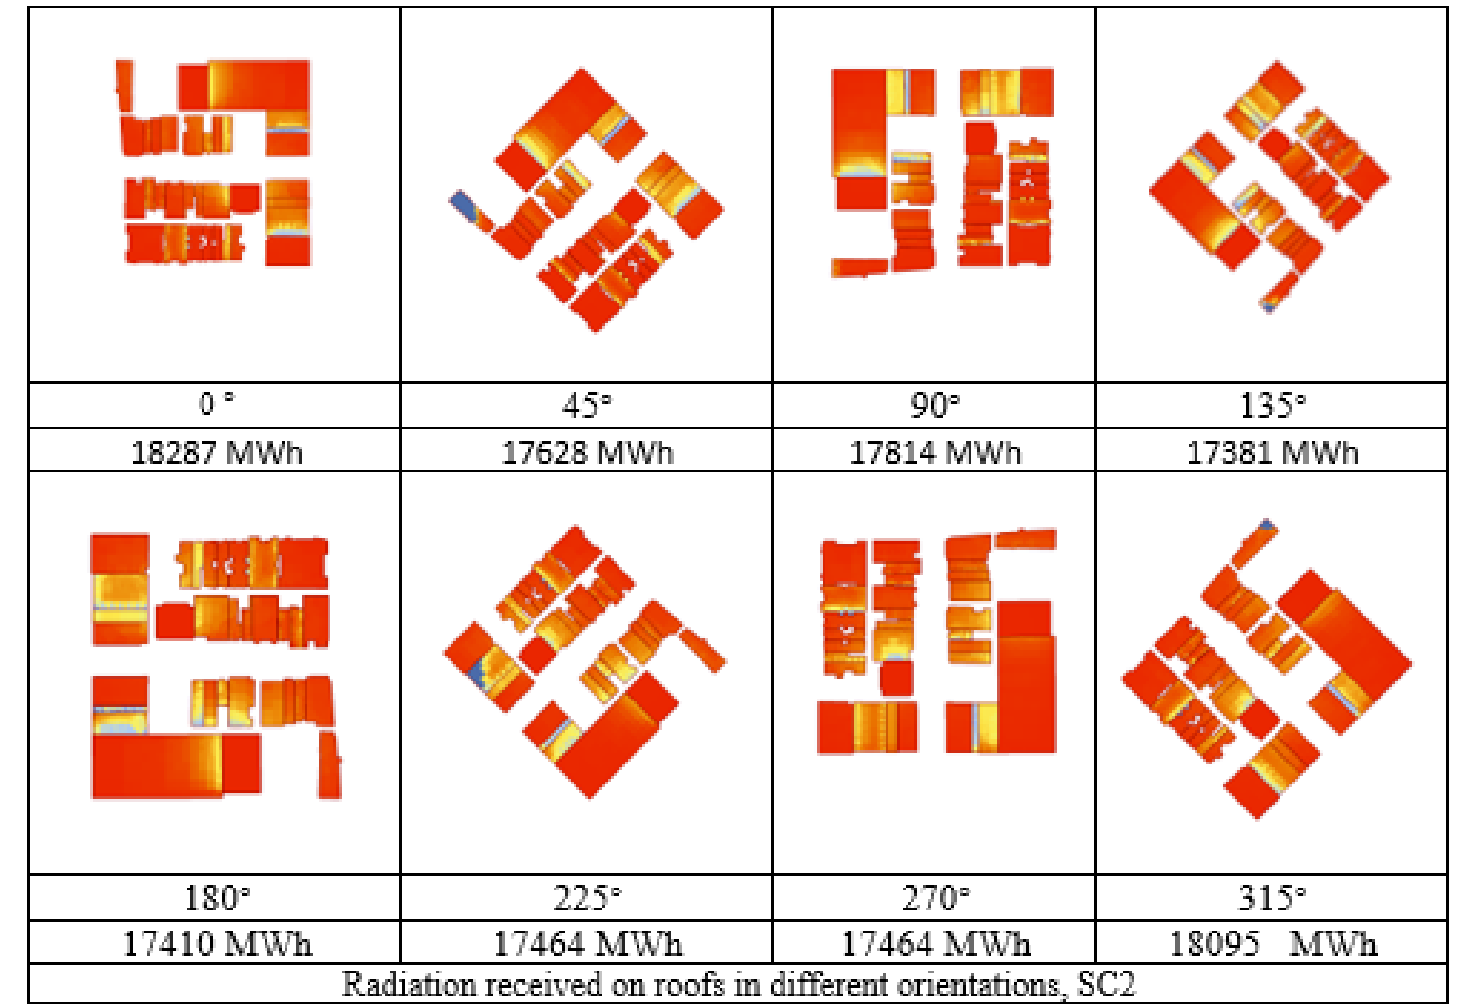 0 ° 45° 90° 135°
18287 MWh 17628 MWh 17814 MWh 17381 MWh
180° 225° 270° 315°
17410 MWh 17464 MWh 17464 MWh 18095 MWh
Radiation received on roofs in different orientations, SC2